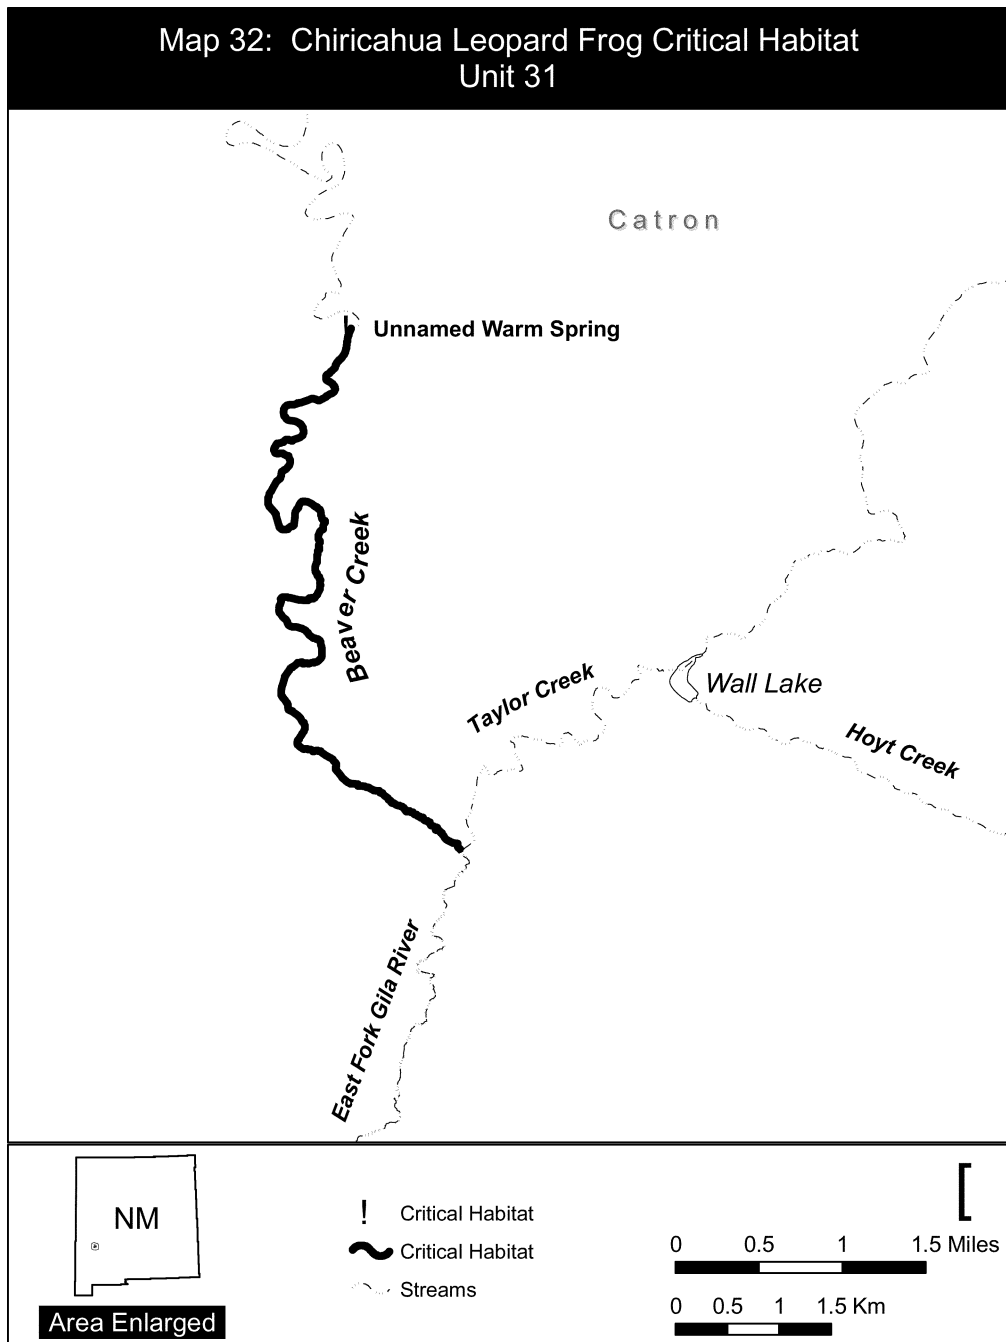 Map 32: Chiricahua Leopard Frog Critical Habitat
Unit 31
Catron
Unnamed Warm Spring
Beaver Creek
Taylor Creek
Wall Lake
Hoyt Creek
East Fork Gila River
NM
Area Enlarged
! Critical Habitat
Critical Habitat
Streams
[
0 0.5 1 1.5 Miles
0 0.5 1 1.5 Km